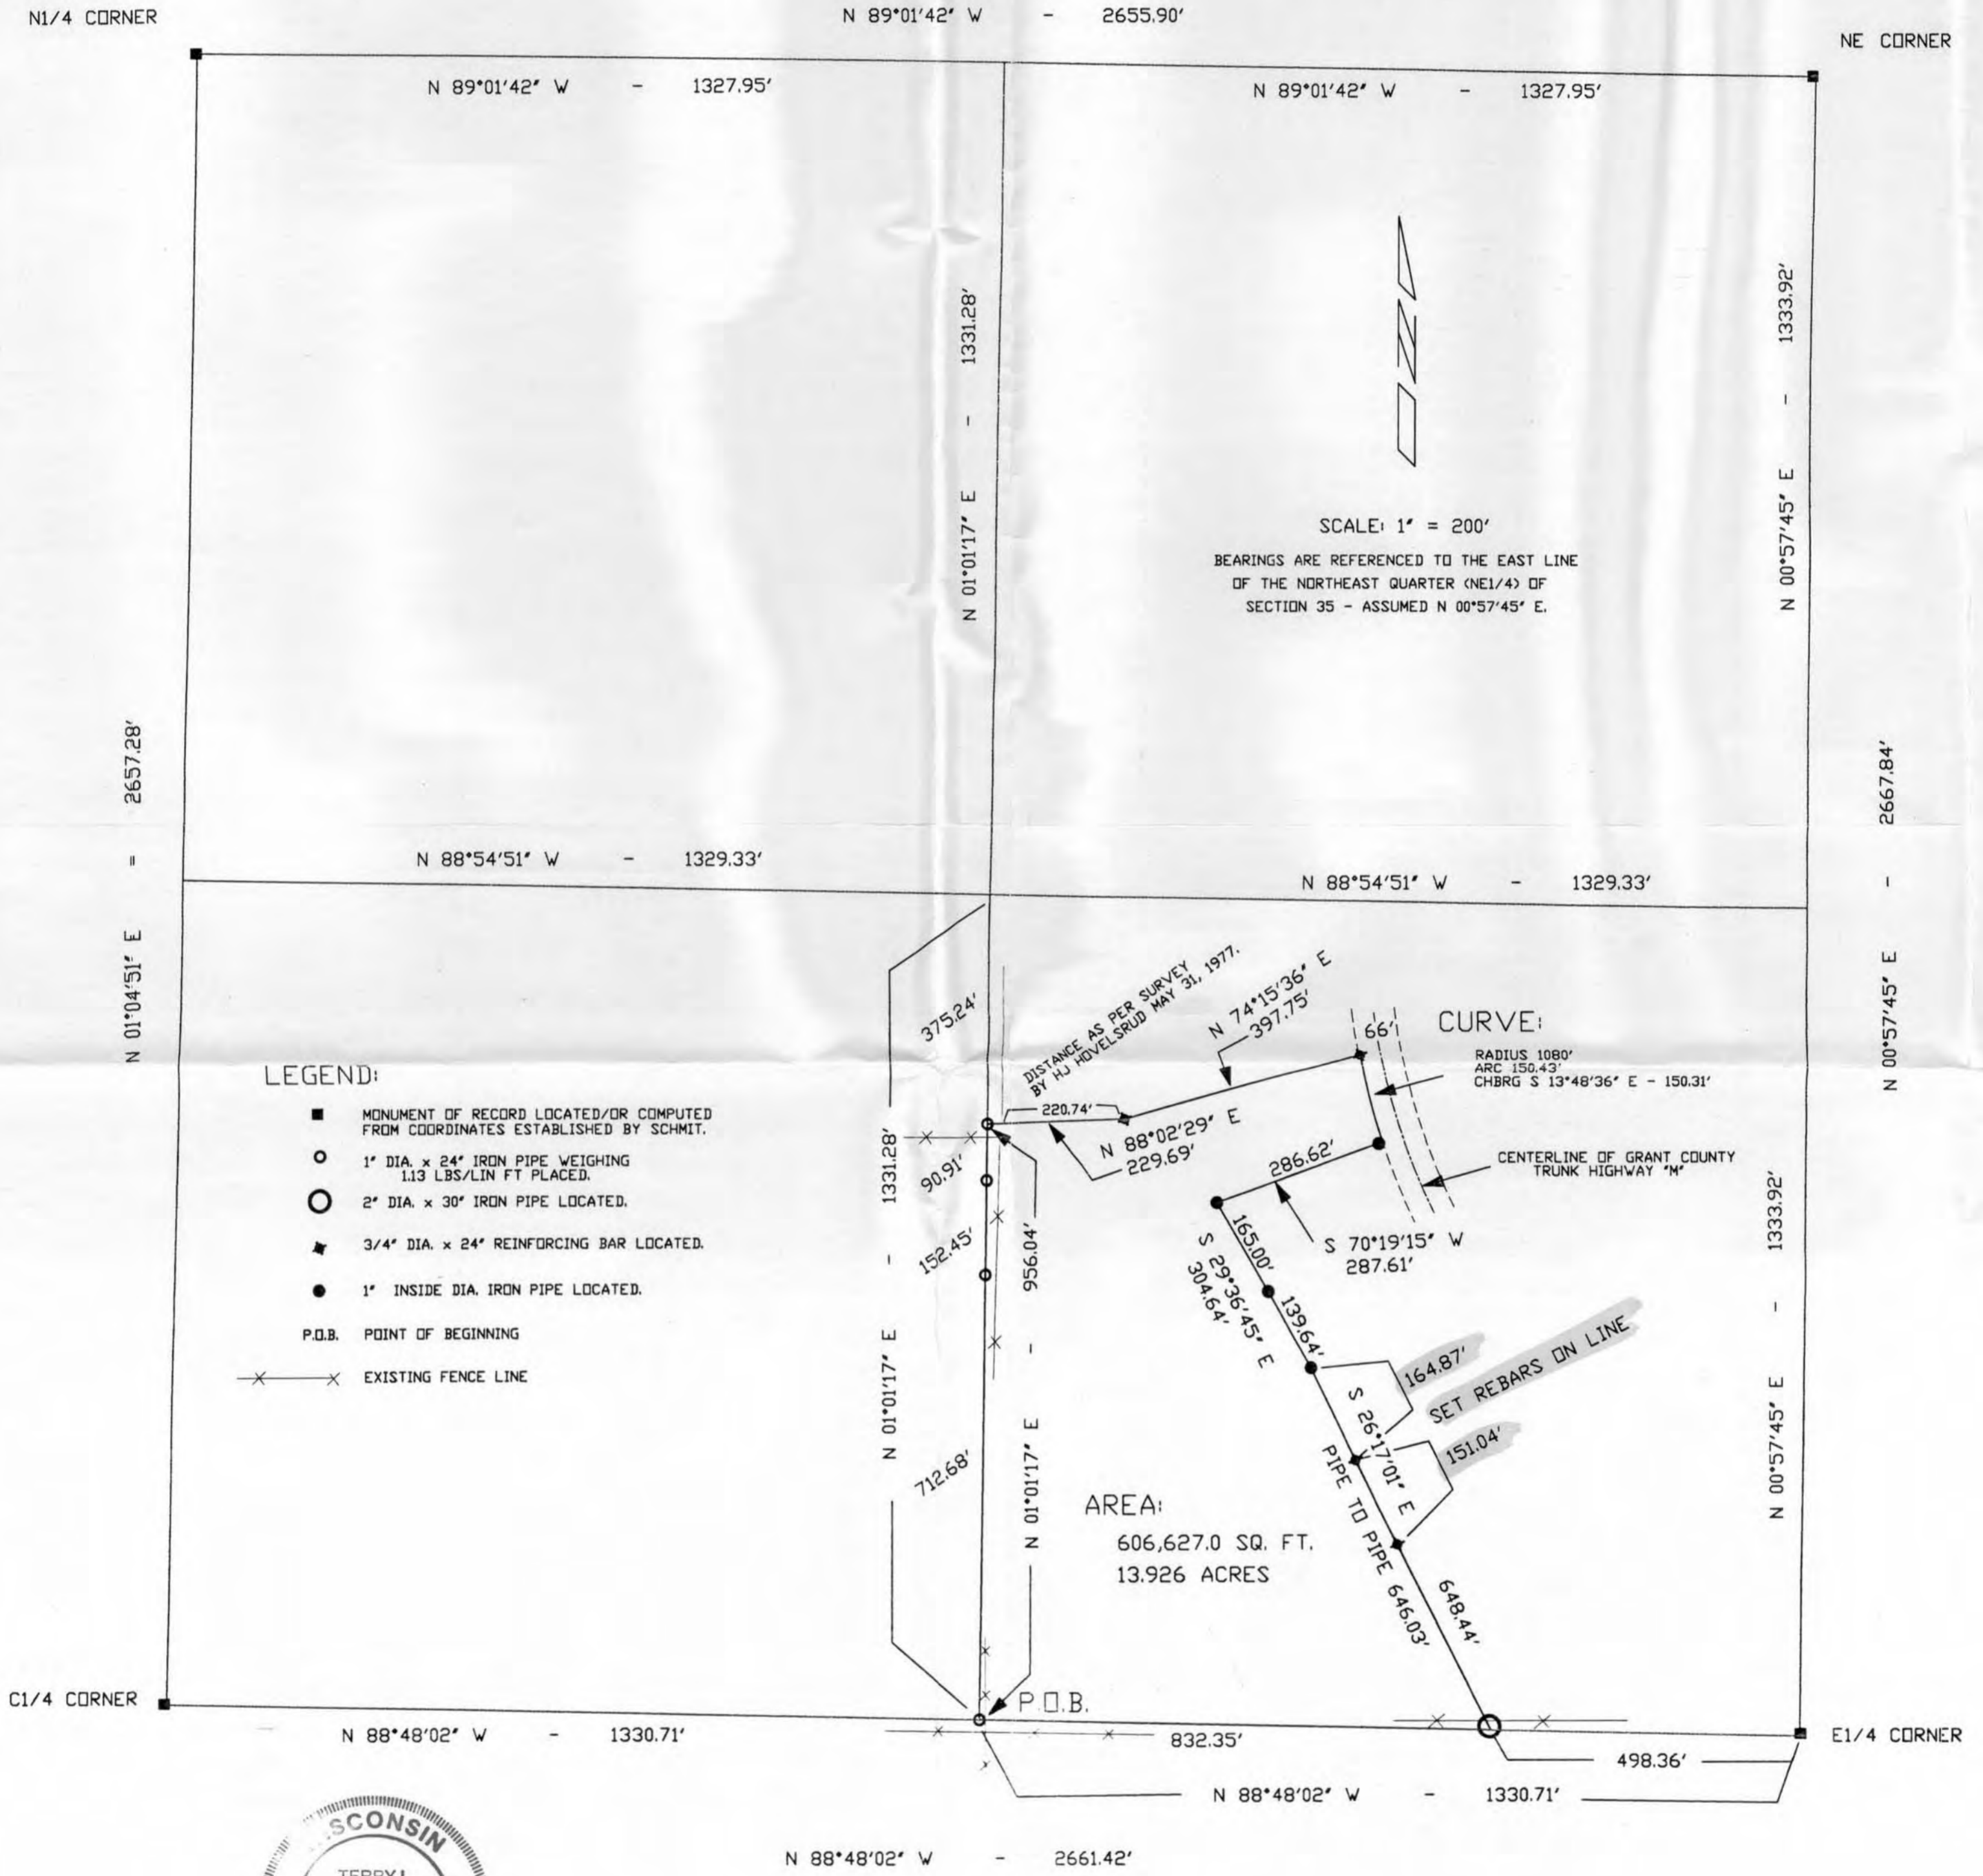 N1/4 CORNER
N 89°01'42" W - 2655.90'
NE CORNER
N 89°01'42" W - 1327.95'
N 89°01'42" W - 1327.95'
N 01°01'17" E - 1331.28'
N 00°57'45" E - 1333.92'
SCALE: 1" = 200'
BEARINGS ARE REFERENCED TO THE EAST LINE
OF THE NORTHEAST QUARTER (NE1/4) OF
SECTION 35 - ASSUMED N 00°57'45" E.
N 01°04'51" E = 2657.28'
N 00°57'45" E - 2667.84'
N 88°54'51" W - 1329.33'
N 88°54'51" W - 1329.33'
375.24'
DISTANCE AS PER SURVEY
BY HJ HOVELSRUD MAY 31, 1977.
N 74°15'36" E
397.75'
66'
CURVE:
RADIUS 1080'
ARC 150.43'
CHBRG S 13°48'36" E - 150.31'
LEGEND:
MONUMENT OF RECORD LOCATED/OR COMPUTED
FROM COORDINATES ESTABLISHED BY SCHMIT.
1" DIA. x 24" IRON PIPE WEIGHING
1.13 LBS/LIN FT PLACED.
2" DIA. x 30" IRON PIPE LOCATED.
3/4" DIA. x 24" REINFORCING BAR LOCATED.
1" INSIDE DIA. IRON PIPE LOCATED.
P.O.B. POINT OF BEGINNING
EXISTING FENCE LINE
220.74'
N 88°02'29" E
229.69'
286.62'
CENTERLINE OF GRANT COUNTY
TRUNK HIGHWAY "M"
S 70°19'15" W
287.61'
90.91'
152.45'
N 01°01'17" E - 1331.28'
N 01°01'17" E - 956.04'
712.68'
165.00'
S 29°36'45" E
304.64'
139.64'
164.87'
SET REBARS ON LINE
151.04'
S 26°17'01" E
PIPE TO PIPE 646.03'
648.44'
N 00°57'45" E - 1333.92'
AREA:
606,627.0 SQ. FT.
13.926 ACRES
C1/4 CORNER
P.O.B.
E1/4 CORNER
N 88°48'02" W - 1330.71'
832.35'
498.36'
N 88°48'02" W - 1330.71'
N 88°48'02" W - 2661.42'
TERRY L.